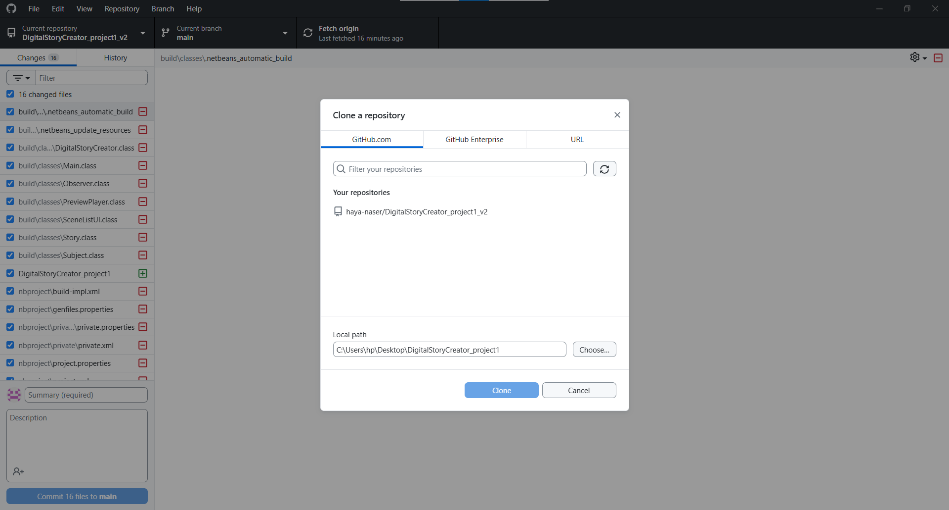 File Edit View Repository Branch Help
Current repository
DigitalStoryCreator_project1_v2
Current branch
main
Fetch origin
Last fetched 16 minutes ago
Changes 16
History
build\classes\.netbeans_automatic_build
Filter
16 changed files
build\...\.netbeans_automatic_build
buil...\.netbeans_update_resources
build\cla...\DigitalStoryCreator.class
build\classes\Main.class
build\classes\Observer.class
build\classes\PreviewPlayer.class
build\classes\SceneListUI.class
build\classes\Story.class
build\classes\Subject.class
DigitalStoryCreator_project1
nbproject\build-impl.xml
nbproject\genfiles.properties
nbproject\priva...\private.properties
nbproject\private\private.xml
nbproject\project.properties
Summary (required)
Description
Commit 16 files to main
Clone a repository
GitHub.com
GitHub Enterprise
URL
Filter your repositories
Your repositories
haya-naser/DigitalStoryCreator_project1_v2
Local path
C:\Users\hp\Desktop\DigitalStoryCreator_project1
Choose...
Clone
Cancel